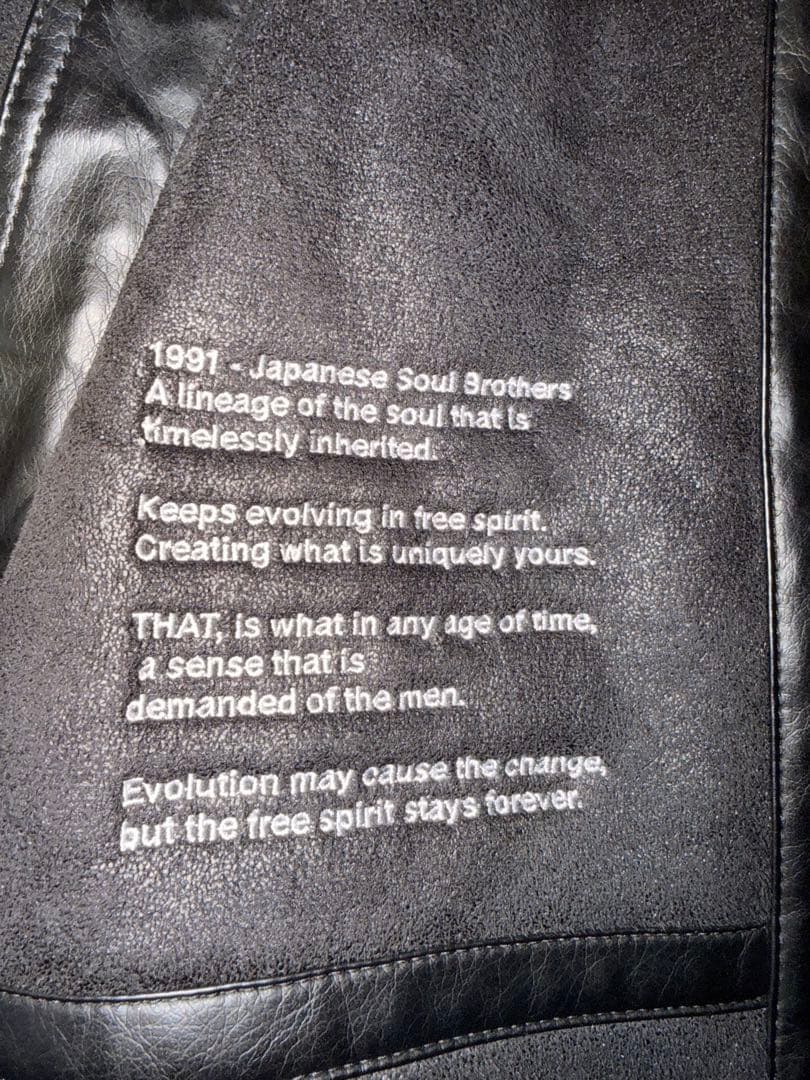 1991 - Japanese Soul Brothers
A lineage of the soul that is
timelessly inherited.
Keeps evolving in free spirit.
Creating what is uniquely yours.
THAT, is what in any age of time,
a sense that is
demanded of the men.
Evolution may cause the change,
but the free spirit stays forever.